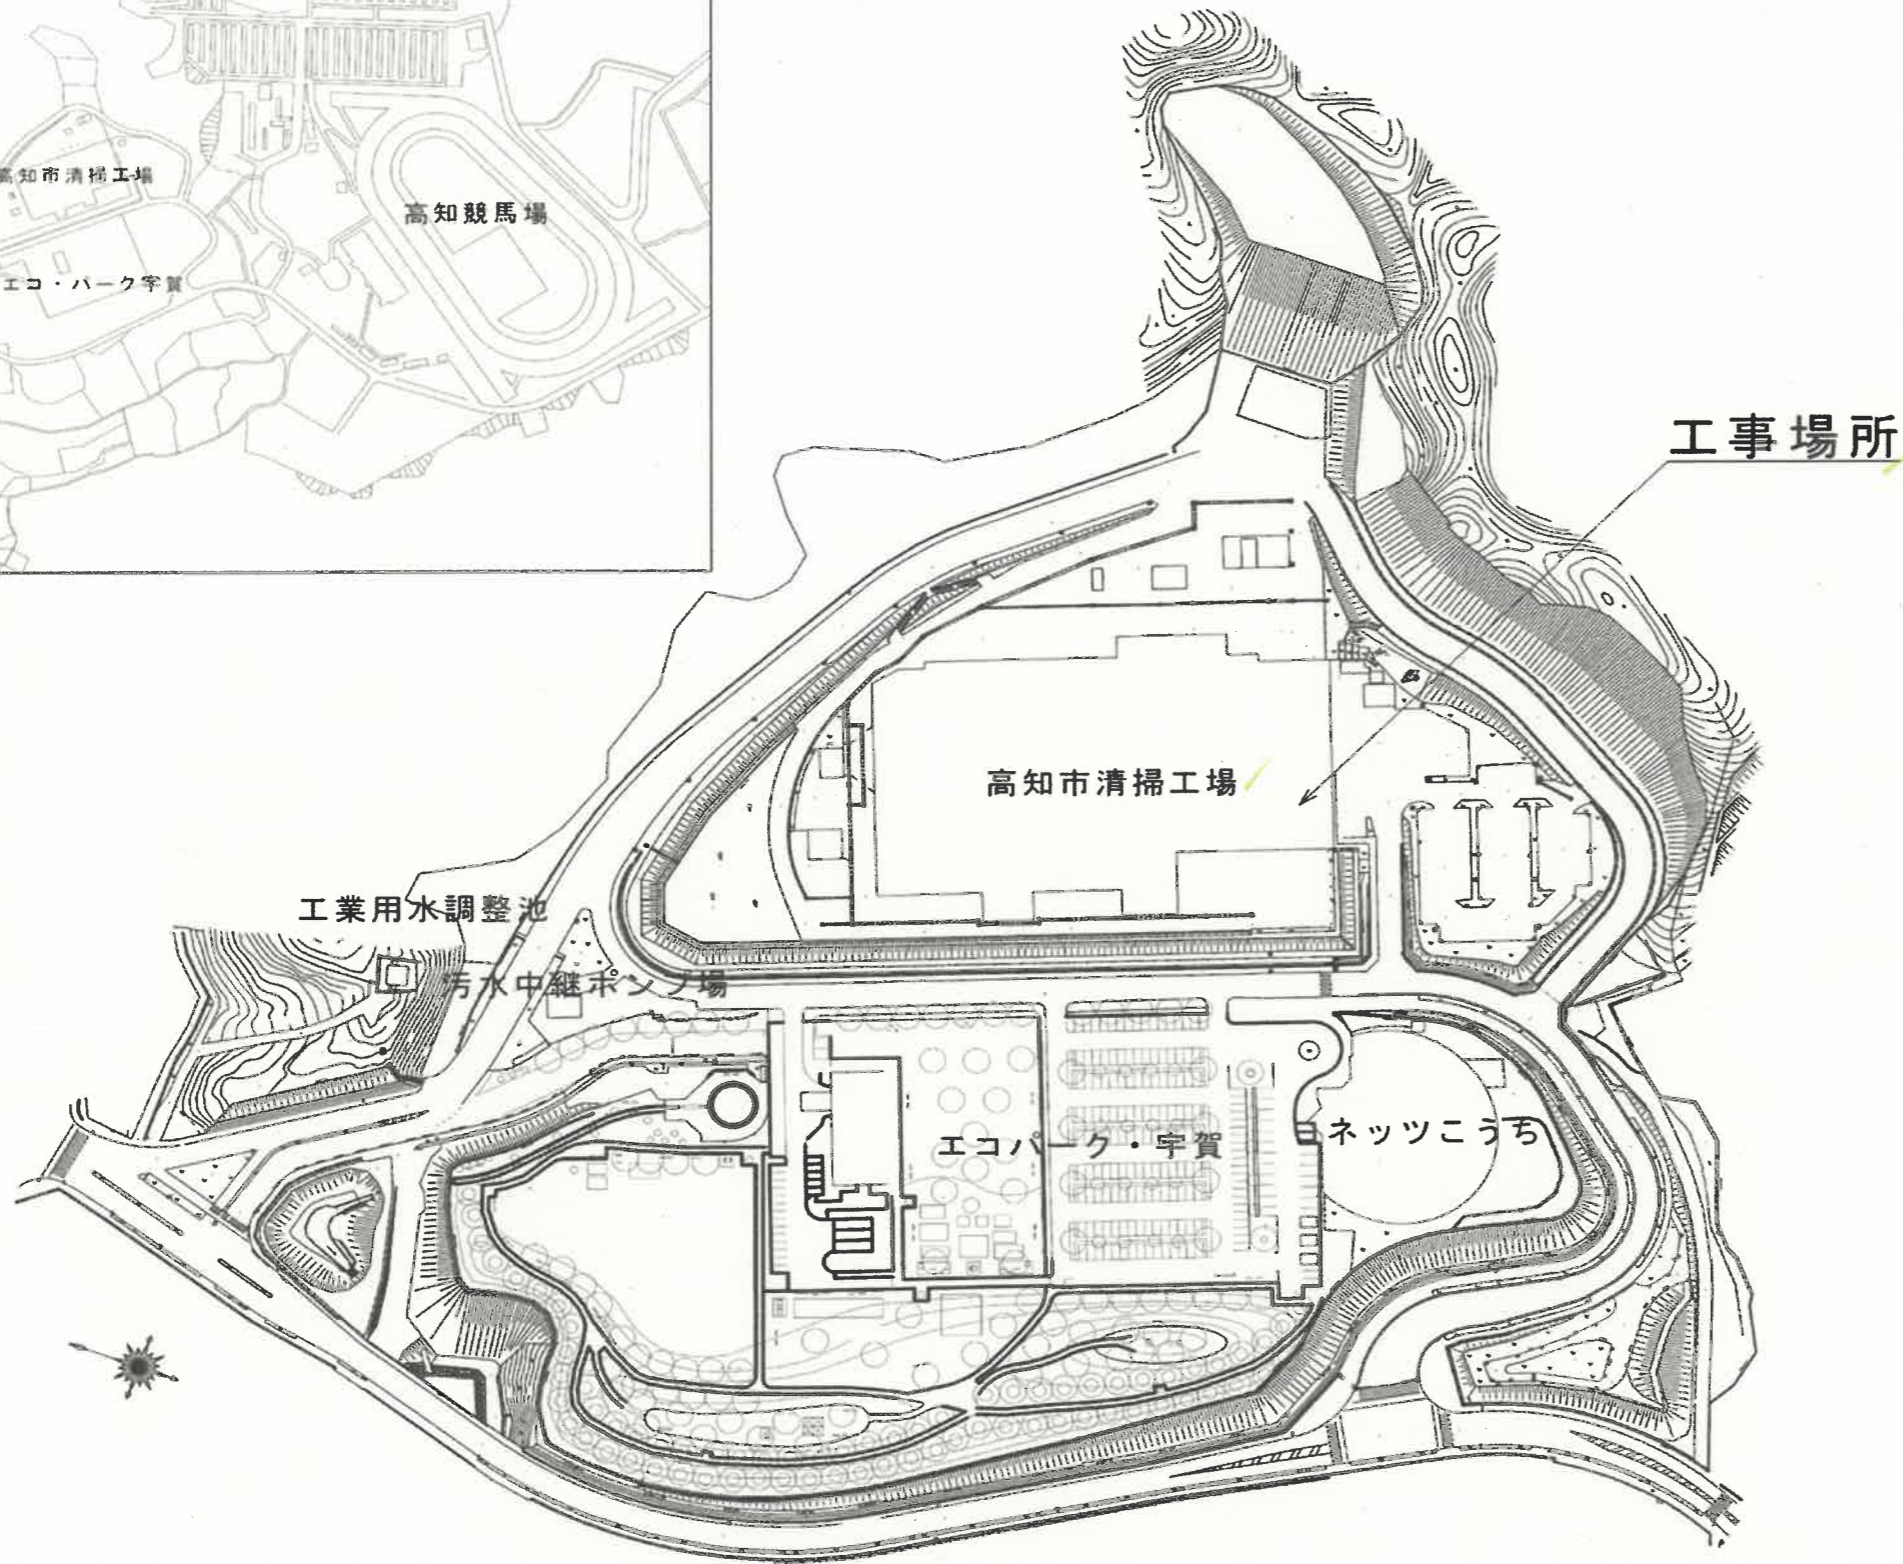 高知市清掃工場
高知競馬場
エコ・パーク宇賀
工事場所
高知市清掃工場
工業用水調整池
汚水中継ポンプ場
エコパーク・宇賀
ネッツこうち